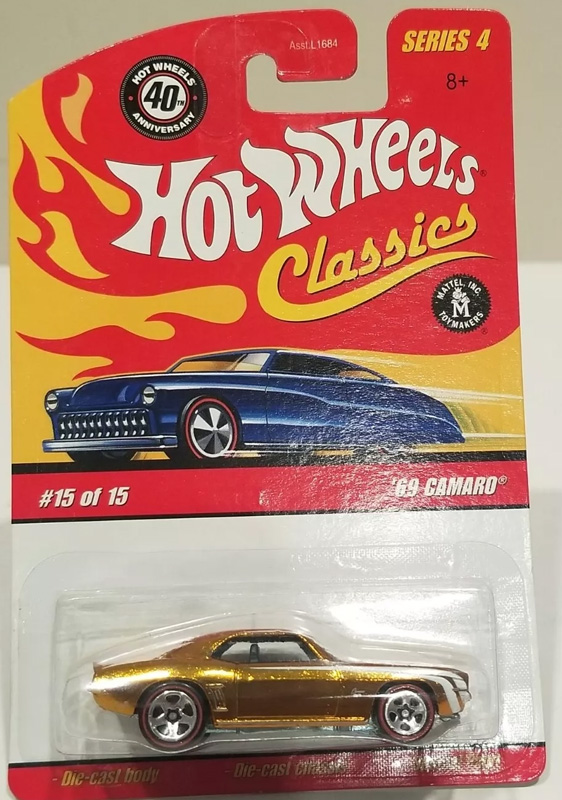 Asst.L1684
SERIES 4
8+
HOT WHEELS
40TH
ANNIVERSARY
Hot Wheels®
Classics
MATTEL, INC.
TOYMAKERS®
#15 of 15
'69 CAMARO®
- Die-cast body
- Die-cast chassis